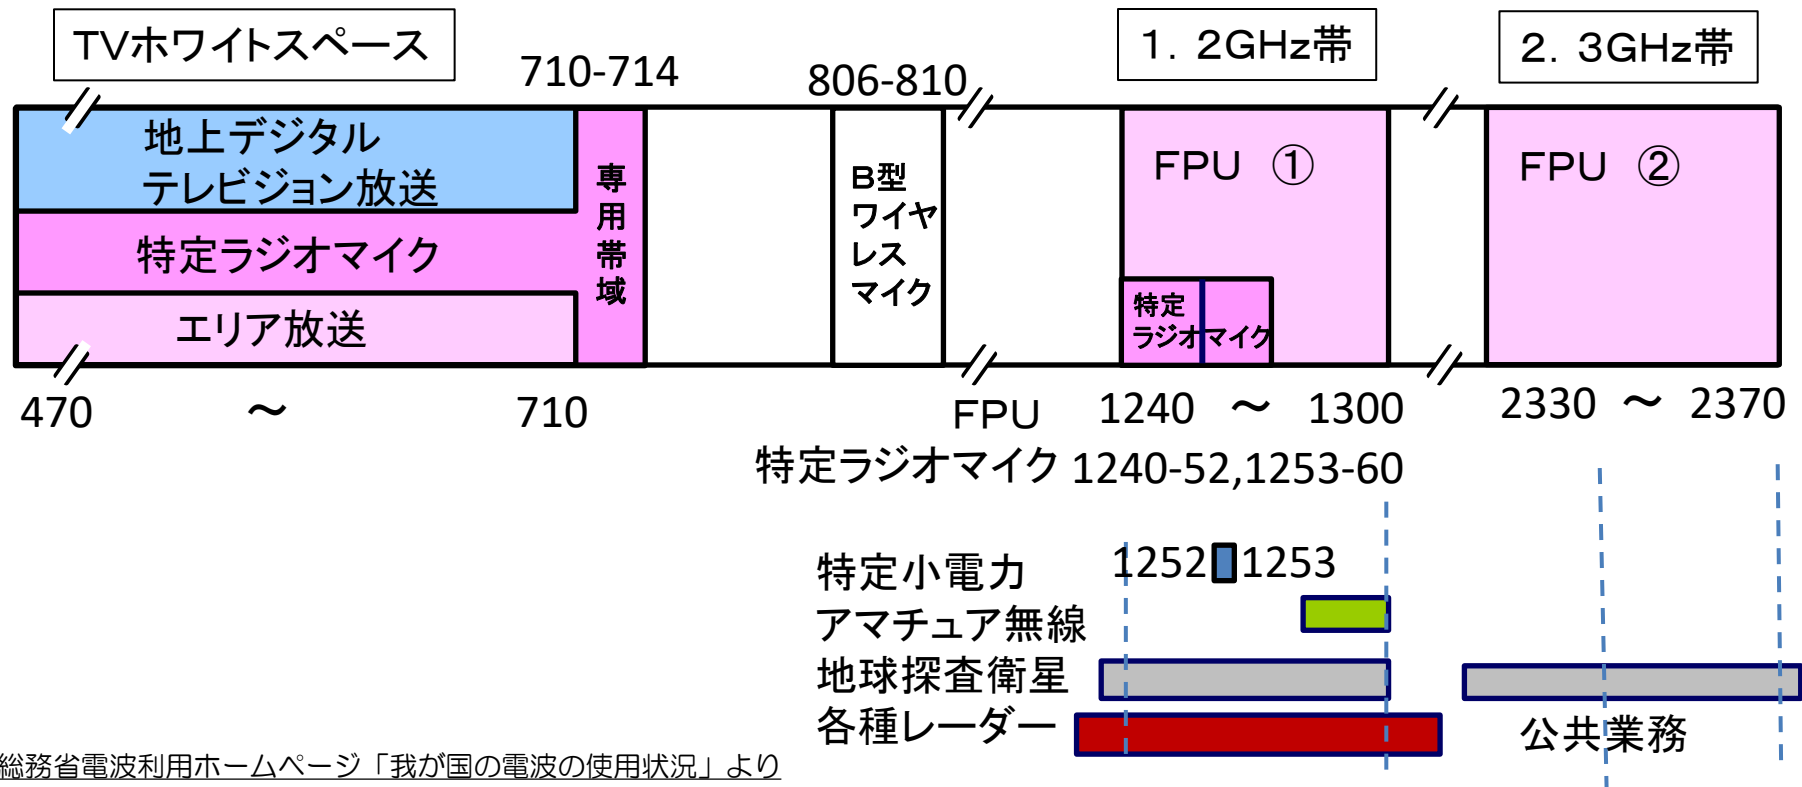 TVホワイトスペース
1．2GHz帯
2．3GHz帯
710-714
806-810
地上デジタル
テレビジョン放送
特定ラジオマイク
エリア放送
専用帯域
B型
ワイヤ
レス
マイク
FPU ①
特定
ラジオマイク
FPU ②
470 ～ 710
FPU 1240 ～ 1300
2330 ～ 2370
特定ラジオマイク 1240-52,1253-60
特定小電力 1252 1253
アマチュア無線
地球探査衛星
各種レーダー
公共業務
総務省電波利用ホームページ「我が国の電波の使用状況」より